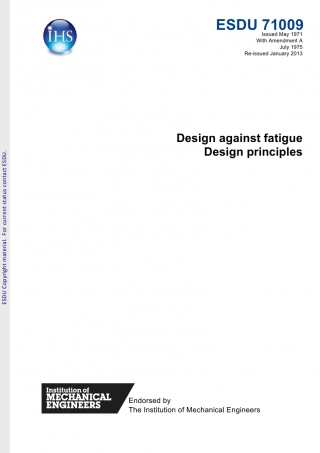 IHS
ESDU 71009
Issued May 1971
With Amendment A
July 1975
Re-issued January 2013
Design against fatigue
Design principles
ESDU Copyright material. For current status contact ESDU.
Institution of
MECHANICAL
ENGINEERS
Endorsed by
The Institution of Mechanical Engineers